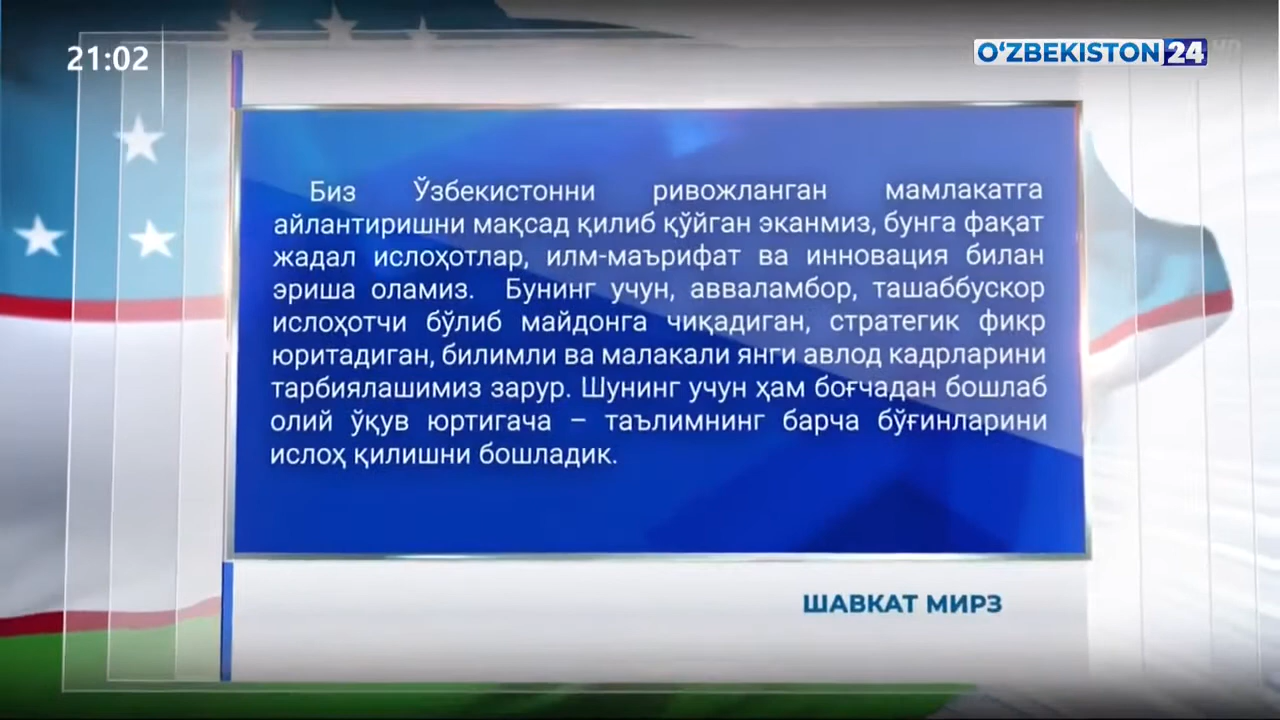 21:02
O‘ZBEKISTON 24
Биз Ўзбекистонни ривожланган мамлакатга
айлантиришни мақсад қилиб қўйган эканмиз, бунга фақат
жадал ислоҳотлар, илм-маърифат ва инновация билан
эриша оламиз. Бунинг учун, авваламбор, ташаббускор
ислоҳотчи бўлиб майдонга чиқадиган, стратегик фикр
юритадиган, билимли ва малакали янги авлод кадрларини
тарбиялашимиз зарур. Шунинг учун ҳам боғчадан бошлаб
олий ўқув юртигача – таълимнинг барча бўғинларини
ислоҳ қилишни бошладик.
ШАВКАТ МИРЗ